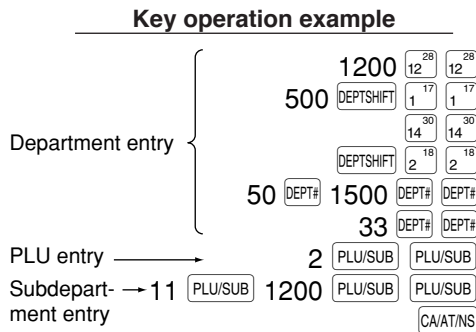 Key operation example
1200 12 28 12 28
500 DEPTSHIFT 1 17 1 17
14 30 14 30
Department entry
DEPTSHIFT 2 18 2 18
50 DEPT# 1500 DEPT# DEPT#
33 DEPT# DEPT#
PLU entry 2 PLU/SUB PLU/SUB
Subdepart- 11 PLU/SUB 1200 PLU/SUB PLU/SUB
ment entry
CA/AT/NS